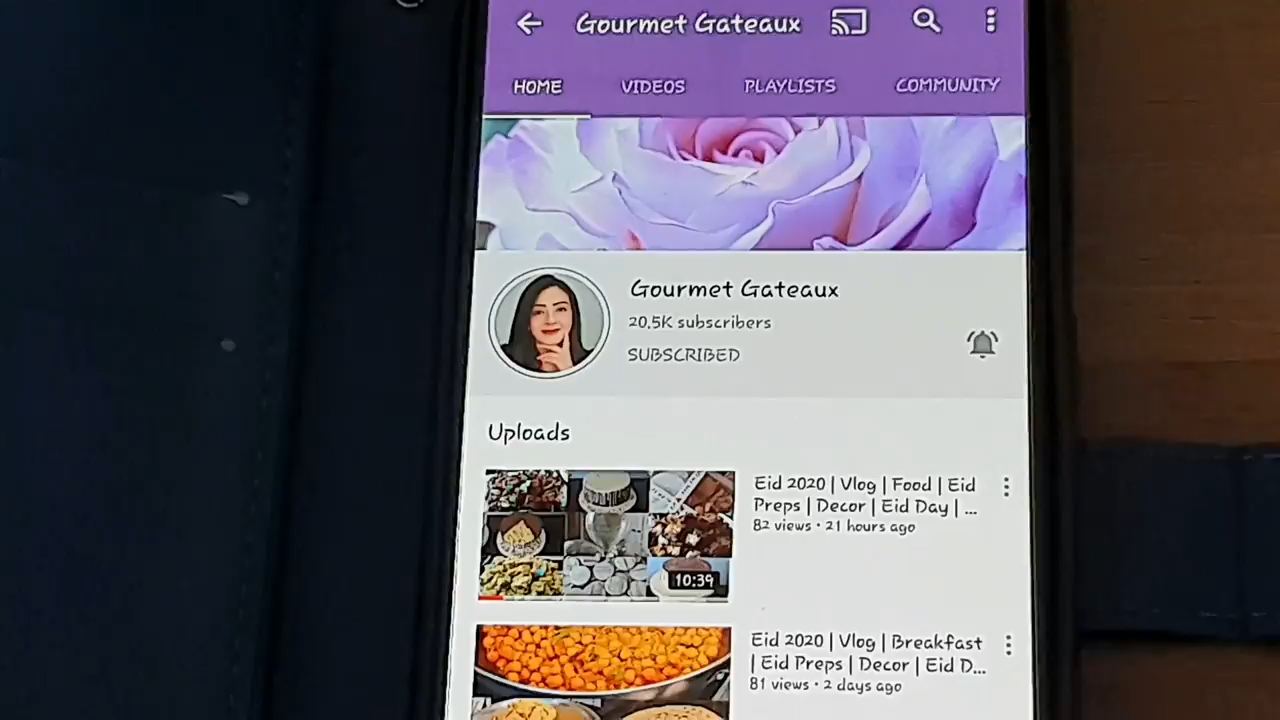 Gourmet Gateaux
HOME VIDEOS PLAYLISTS COMMUNITY
Gourmet Gateaux
20.5K subscribers
SUBSCRIBED
Uploads
Eid 2020 | Vlog | Food | Eid
Preps | Decor | Eid Day | ...
82 views • 21 hours ago
10:39
Eid 2020 | Vlog | Breakfast
| Eid Preps | Decor | Eid D...
81 views • 2 days ago